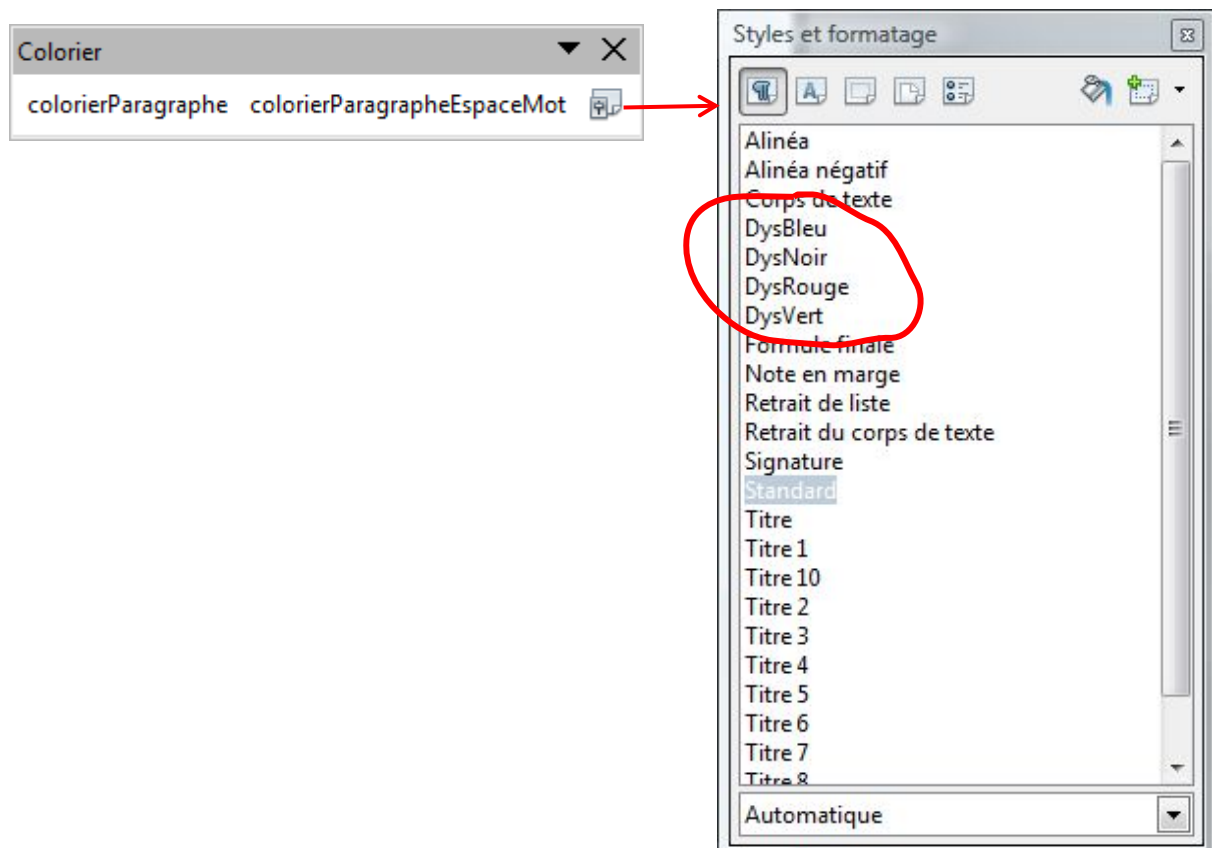 Colorier
colorierParagraphe colorierParagrapheEspaceMot
Styles et formatage
Alinéa
Alinéa négatif
Corps de texte
DysBleu
DysNoir
DysRouge
DysVert
Formule finale
Note en marge
Retrait de liste
Retrait du corps de texte
Signature
Standard
Titre
Titre 1
Titre 10
Titre 2
Titre 3
Titre 4
Titre 5
Titre 6
Titre 7
Titre 8
Automatique